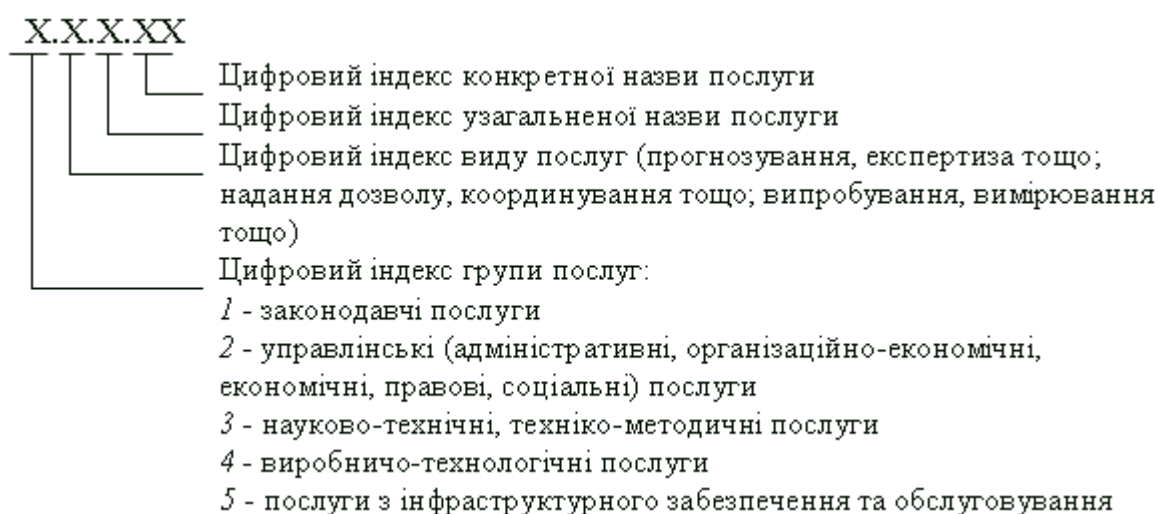 X.X.X.XX
Цифровий індекс конкретної назви послуги
Цифровий індекс узагальненої назви послуги
Цифровий індекс виду послуг (прогнозування, експертиза тощо;
надання дозволу, координування тощо; випробування, вимірювання
тощо)
Цифровий індекс групи послуг:
1 - законодавчі послуги
2 - управлінські (адміністративні, організаційно-економічні,
економічні, правові, соціальні) послуги
3 - науково-технічні, техніко-методичні послуги
4 - виробничо-технологічні послуги
5 - послуги з інфраструктурного забезпечення та обслуговування